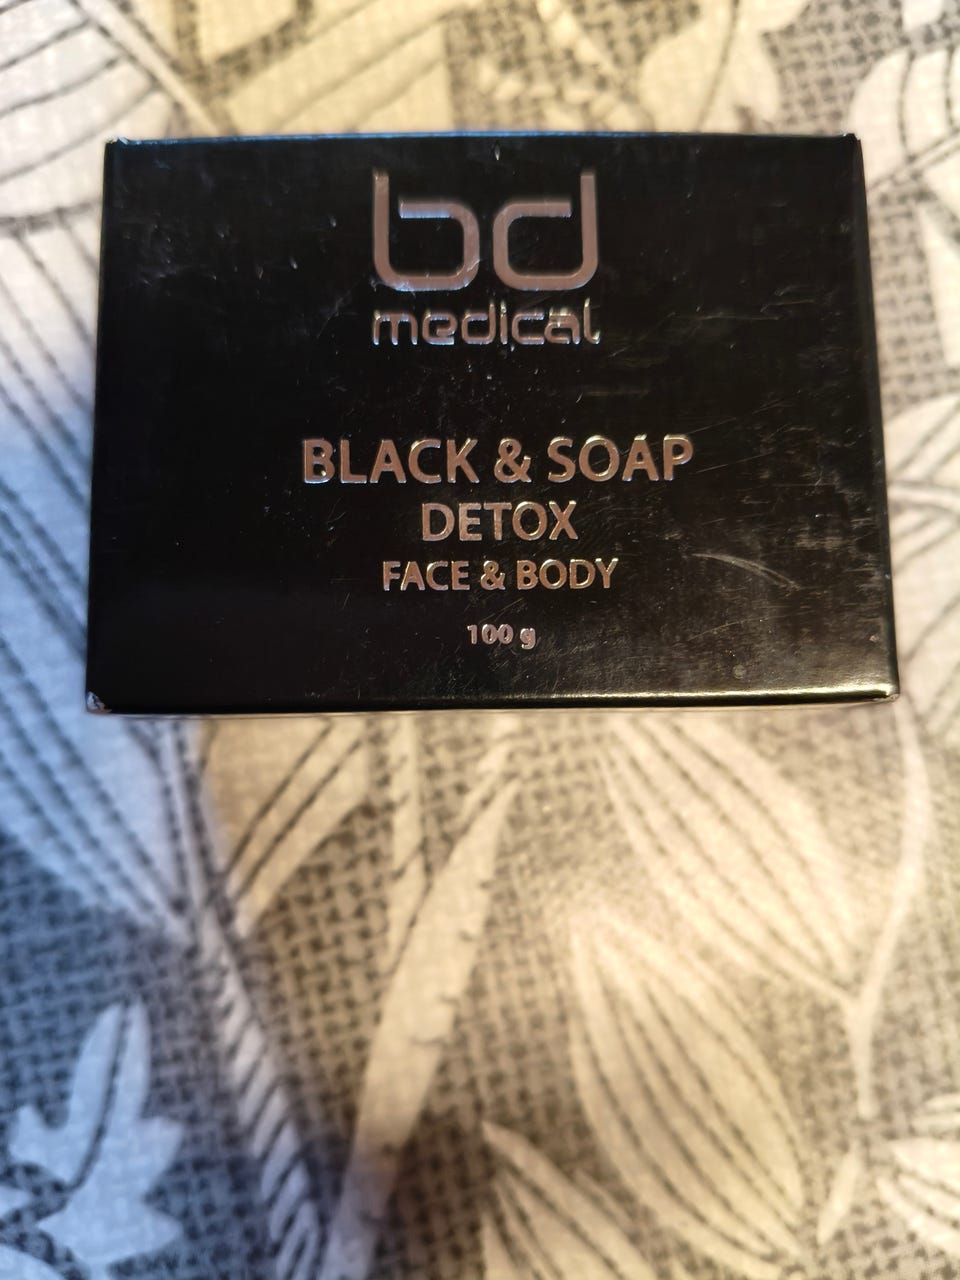 bd
medical
BLACK & SOAP
DETOX
FACE & BODY
100 g